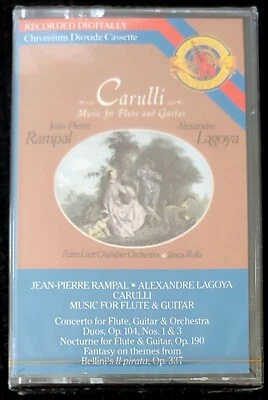 RECORDED DIGITALLY
Chromium Dioxide Cassette
Carulli
Music for Flute and Guitar
Jean-Pierre
Rampal
Alexandre
Lagoya
Franz Liszt Chamber Orchestra • János Rolla
JEAN-PIERRE RAMPAL • ALEXANDRE LAGOYA
CARULLI
MUSIC FOR FLUTE & GUITAR
Concerto for Flute, Guitar & Orchestra
Duos, Op. 104, Nos. 1 & 3
Nocturne for Flute & Guitar, Op. 190
Fantasy on themes from
Bellini's Il pirata, Op. 337